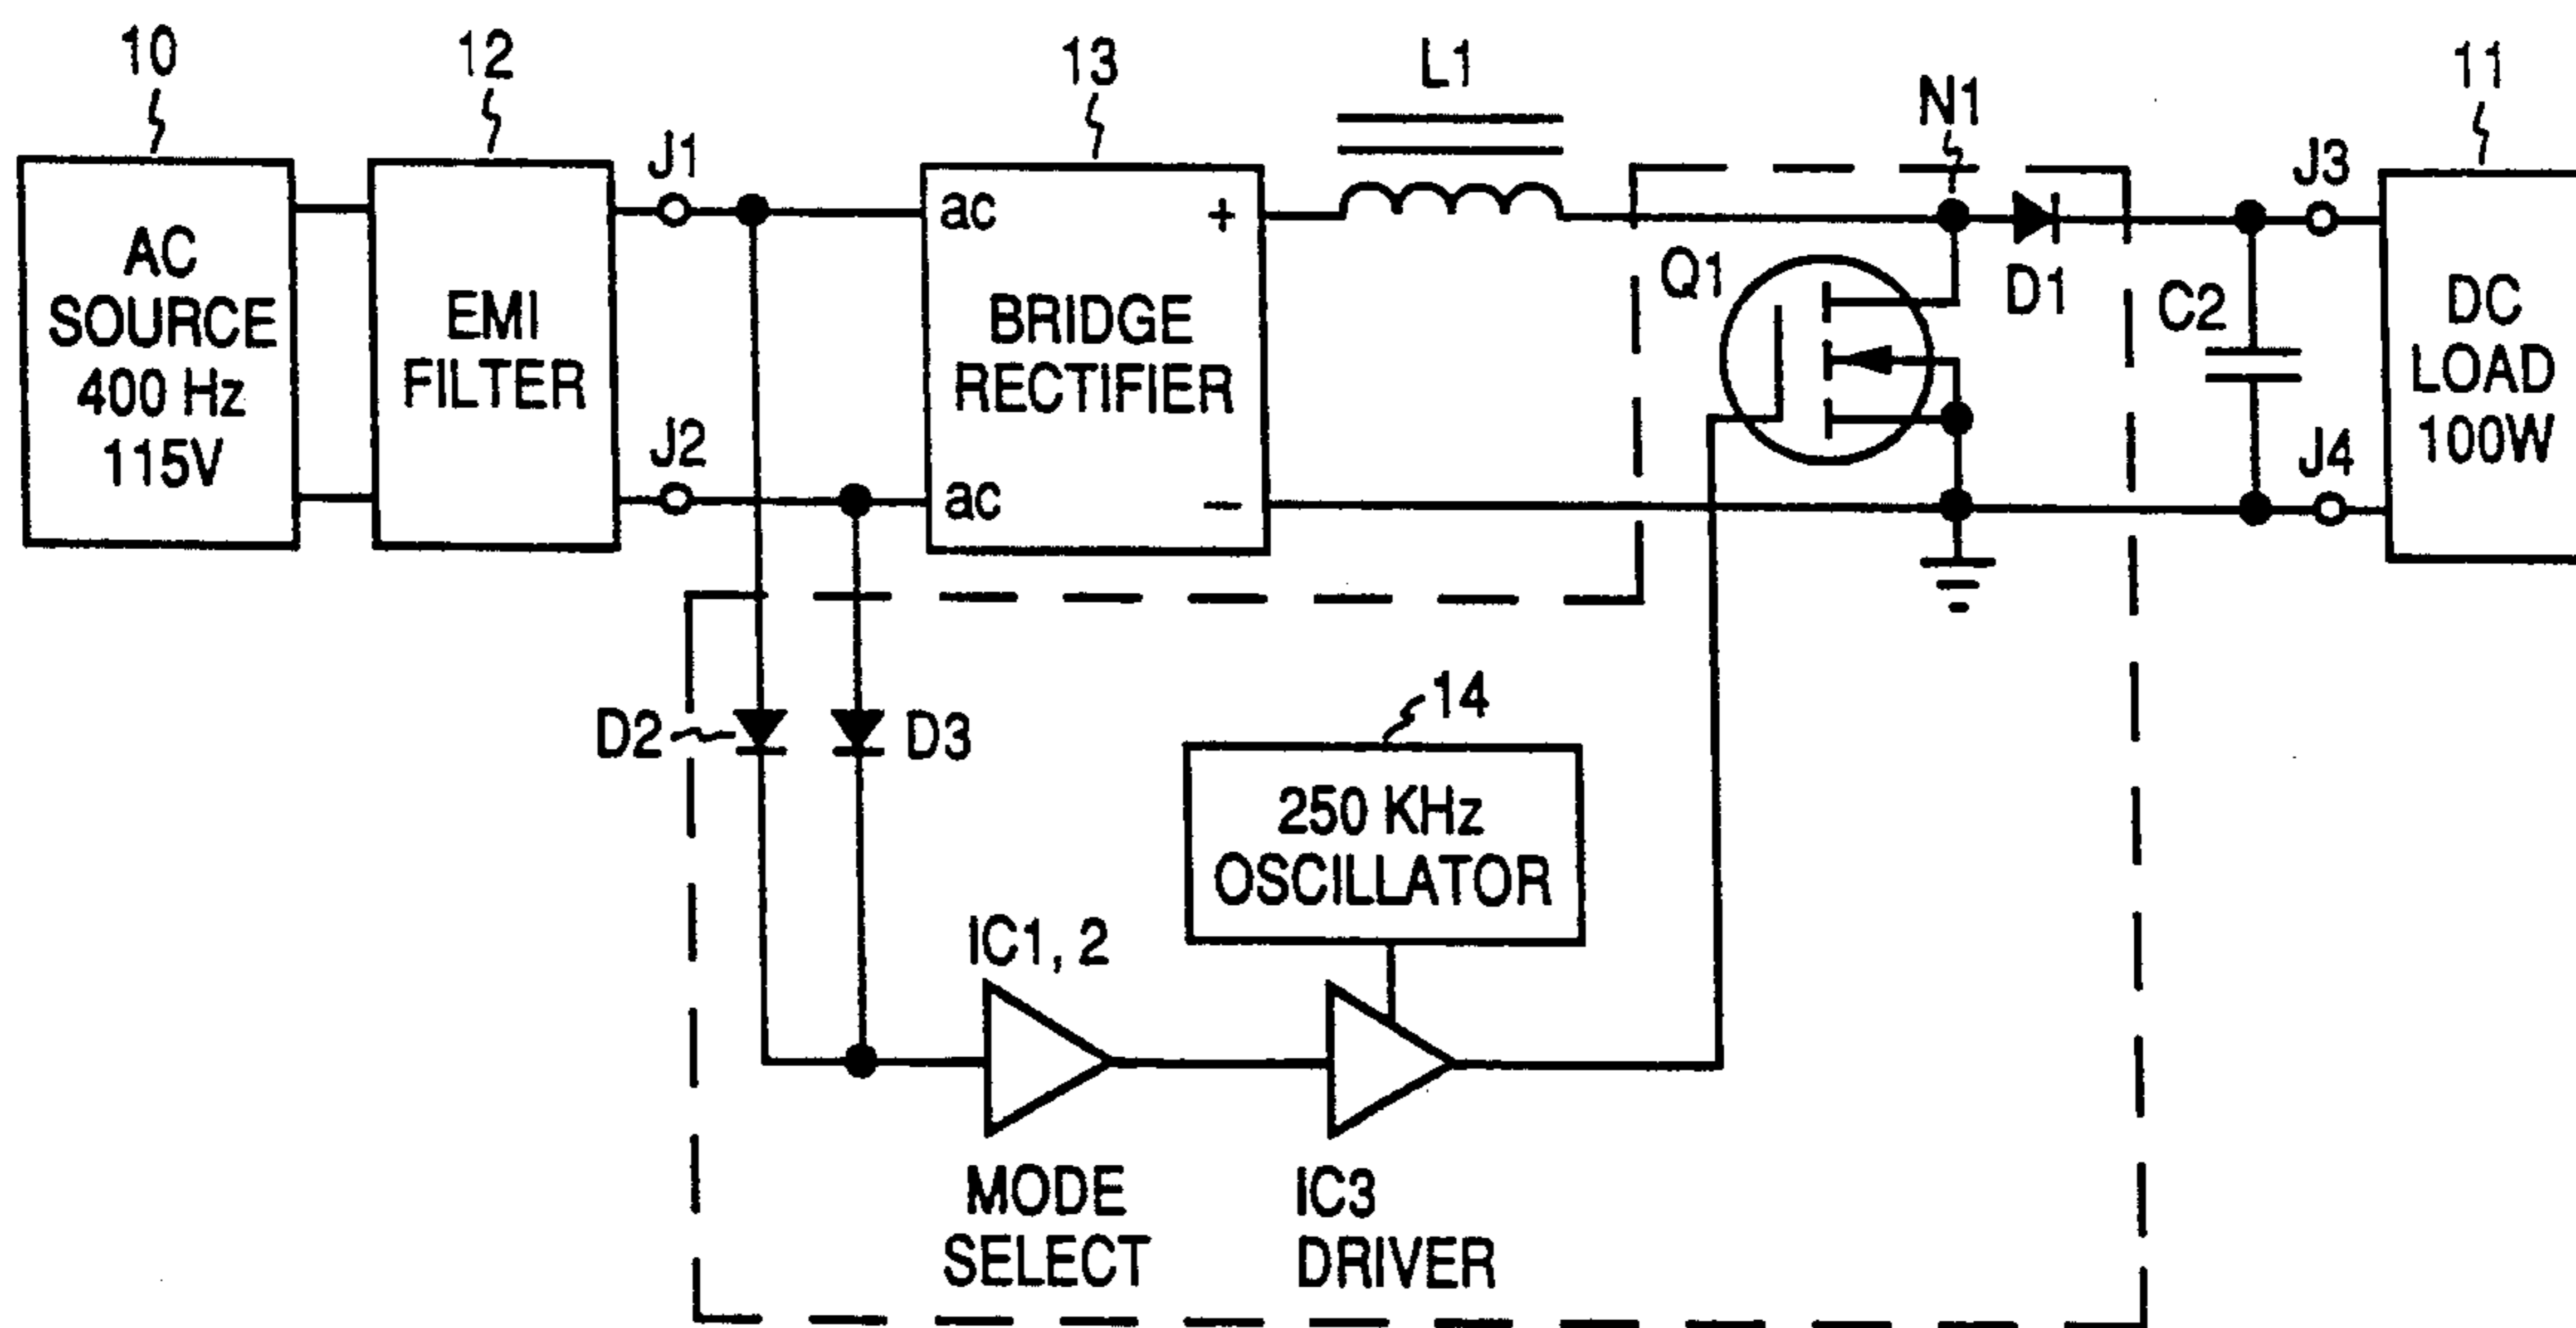 10
12
13
L1
N1
11
J1
J3
AC
SOURCE
400 Hz
115V
EMI
FILTER
ac
+
BRIDGE
RECTIFIER
Q1
D1
C2
DC
LOAD
100W
J2
ac
−
J4
D2
D3
14
250 KHz
OSCILLATOR
IC1, 2
MODE
SELECT
IC3
DRIVER